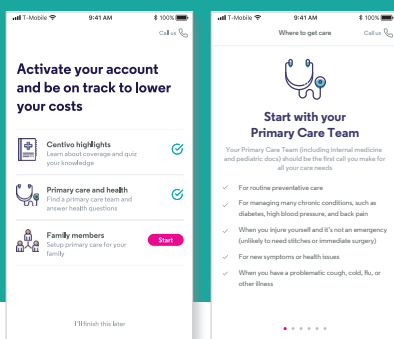 T-Mobile 9:41 AM 100%
Call us
Activate your account
and be on track to lower
your costs
Centivo highlights
Learn about coverage and quiz
your knowledge
Primary care and health
Find a primary care team and
answer health questions
Family members
Setup primary care for your
family
Start
I'll finish this later
T-Mobile 9:41 AM 100%
Where to get care Call us
Start with your
Primary Care Team
Your Primary Care Team (including internal medicine
and pediatric docs) should be the first call you make for
all your care needs
For routine preventative care
For managing many chronic conditions, such as
diabetes, high blood pressure, and back pain
When you injure yourself and it's not an emergency
(unlikely to need stitches or immediate surgery)
For new symptoms or health issues
When you have a problematic cough, cold, flu, or
other illness